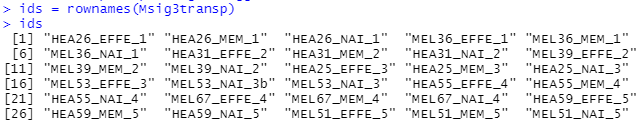 > ids = rownames(Msig3transp)
> ids
[1] "HEA26_EFFE_1" "HEA26_MEM_1" "HEA26_NAI_1" "MEL36_EFFE_1" "MEL36_MEM_1"
[6] "MEL36_NAI_1" "HEA31_EFFE_2" "HEA31_MEM_2" "HEA31_NAI_2" "MEL39_EFFE_2"
[11] "MEL39_MEM_2" "MEL39_NAI_2" "HEA25_EFFE_3" "HEA25_MEM_3" "HEA25_NAI_3"
[16] "MEL53_EFFE_3" "MEL53_NAI_3b" "MEL53_NAI_3" "HEA55_EFFE_4" "HEA55_MEM_4"
[21] "HEA55_NAI_4" "MEL67_EFFE_4" "MEL67_MEM_4" "MEL67_NAI_4" "HEA59_EFFE_5"
[26] "HEA59_MEM_5" "HEA59_NAI_5" "MEL51_EFFE_5" "MEL51_MEM_5" "MEL51_NAI_5"